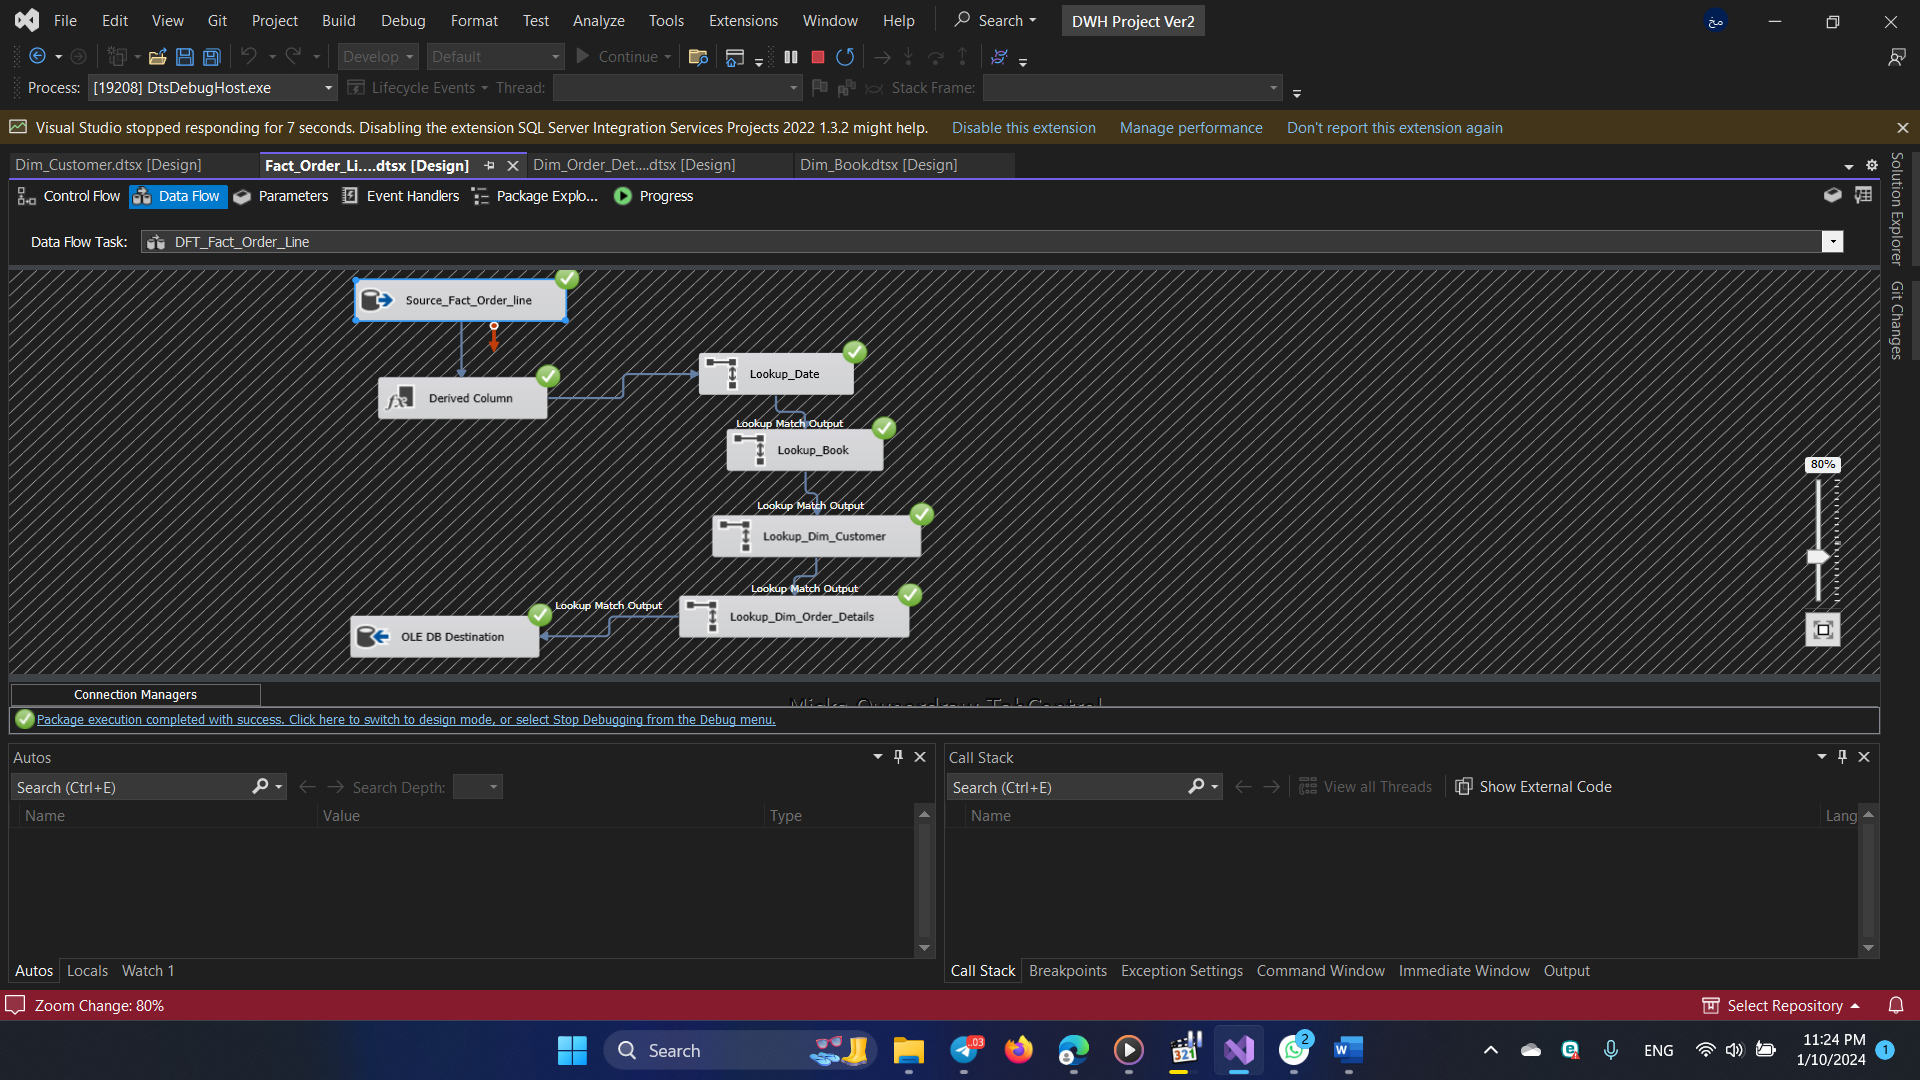 File Edit View Git Project Build Debug Format Test Analyze Tools Extensions Window Help Search DWH Project Ver2 مخ
Develop Default Continue
Process: [19208] DtsDebugHost.exe Lifecycle Events Thread: Stack Frame:
Visual Studio stopped responding for 7 seconds. Disabling the extension SQL Server Integration Services Projects 2022 1.3.2 might help. Disable this extension Manage performance Don't report this extension again
Dim_Customer.dtsx [Design] Fact_Order_Li....dtsx [Design] Dim_Order_Det....dtsx [Design] Dim_Book.dtsx [Design]
Control Flow Data Flow Parameters Event Handlers Package Explo... Progress
Solution Explorer
Git Changes
Data Flow Task: DFT_Fact_Order_Line
Source_Fact_Order_line
Lookup_Date
Derived Column
Lookup Match Output
Lookup_Book
80%
Lookup Match Output
Lookup_Dim_Customer
Lookup Match Output
Lookup Match Output
Lookup_Dim_Order_Details
OLE DB Destination
Connection Managers
Package execution completed with success. Click here to switch to design mode, or select Stop Debugging from the Debug menu.
Autos
Search (Ctrl+E) Search Depth:
Name Value Type
Autos Locals Watch 1
Call Stack
Search (Ctrl+E) View all Threads Show External Code
Name Lang
Call Stack Breakpoints Exception Settings Command Window Immediate Window Output
Zoom Change: 80% Select Repository
Search ..03 321 2 W ENG 11:24 PM 1
1/10/2024